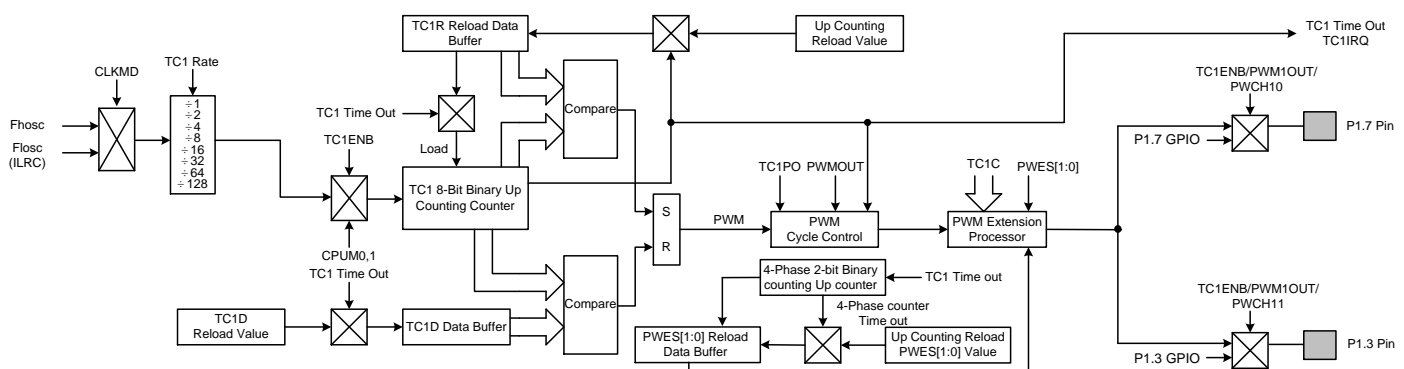 TC1R Reload Data
Buffer
Up Counting
Reload Value
TC1 Time Out
TC1IRQ
CLKMD
TC1 Rate
÷1
÷2
÷4
÷8
÷16
÷32
÷64
÷128
Fhosc
Flosc
(ILRC)
TC1 Time Out
Load
Compare
TC1ENB/PWM1OUT/
PWCH10
P1.7 GPIO
P1.7 Pin
TC1ENB
TC1 8-Bit Binary Up
Counting Counter
CPUM0,1
S
R
PWM
TC1PO
PWMOUT
PWM
Cycle Control
TC1C
PWES[1:0]
PWM Extension
Processor
TC1 Time Out
TC1D
Reload Value
TC1D Data Buffer
Compare
4-Phase 2-bit Binary
counting Up counter
TC1 Time out
4-Phase counter
Time out
PWES[1:0] Reload
Data Buffer
Up Counting Reload
PWES[1:0] Value
TC1ENB/PWM1OUT/
PWCH11
P1.3 GPIO
P1.3 Pin